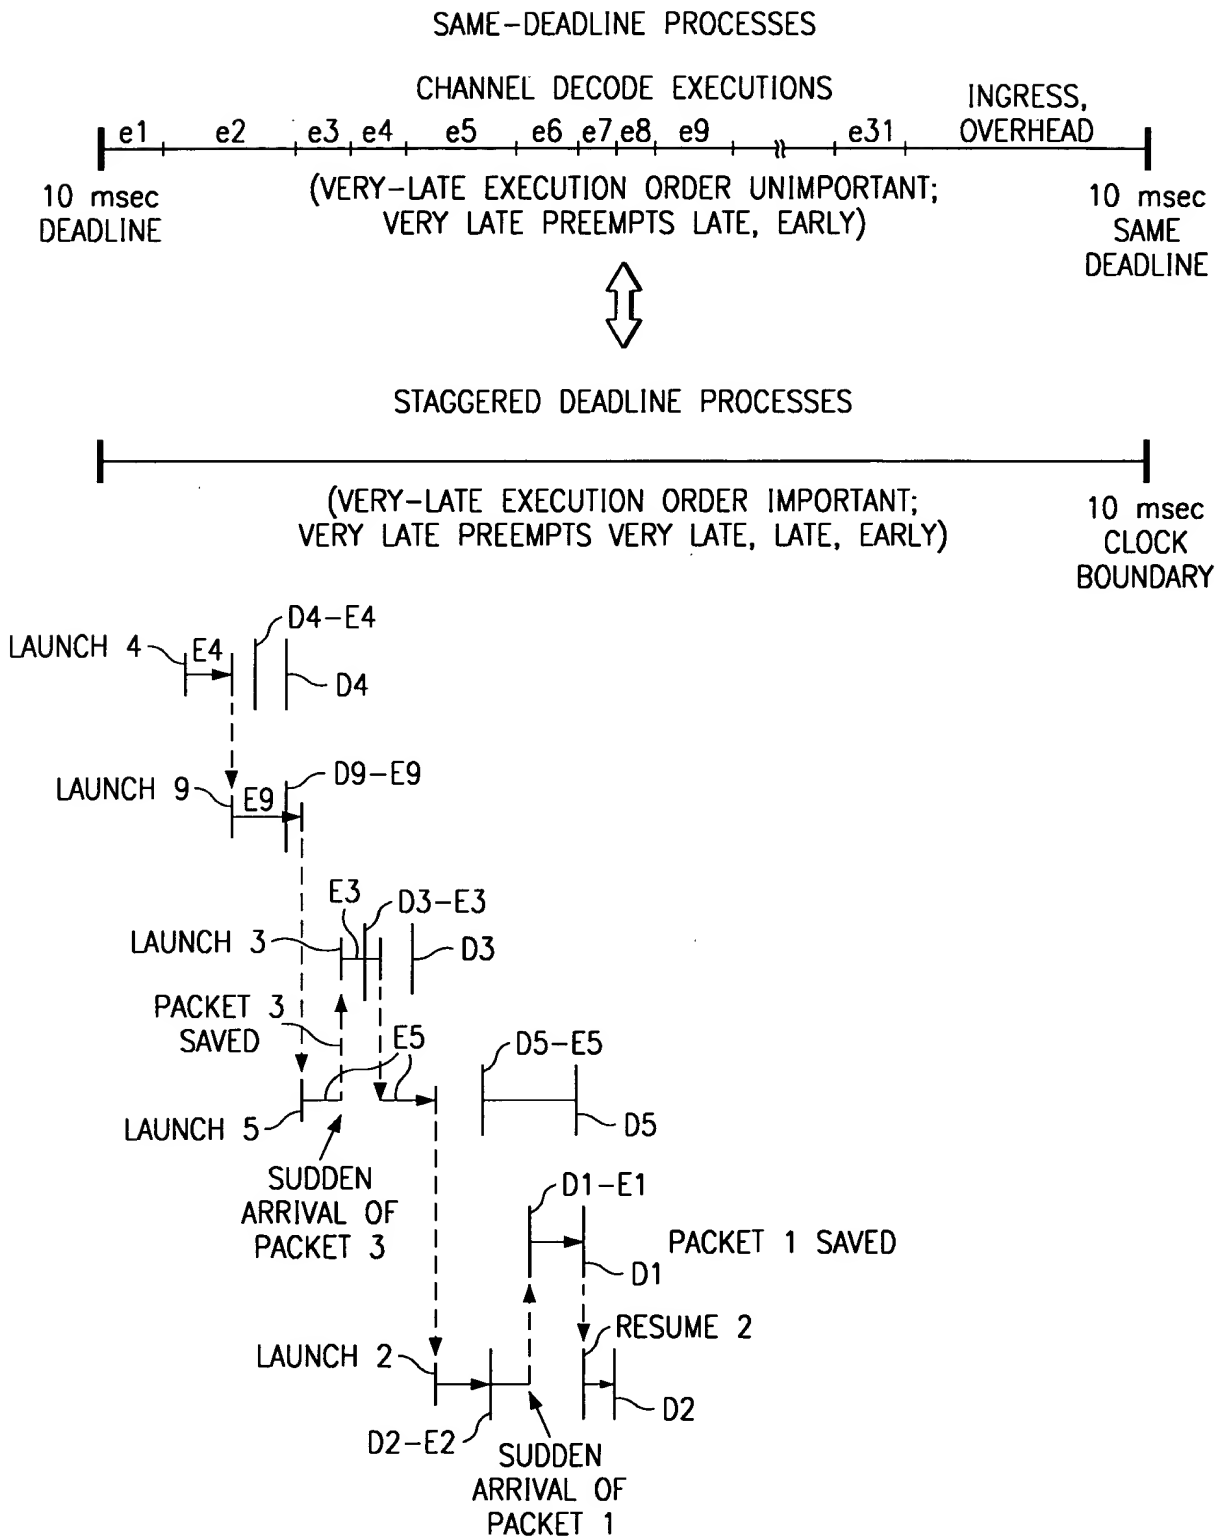 SAME-DEADLINE PROCESSES
CHANNEL DECODE EXECUTIONS
INGRESS,
OVERHEAD
e1 e2 e3 e4 e5 e6 e7 e8 e9 e31
10 msec
DEADLINE
(VERY-LATE EXECUTION ORDER UNIMPORTANT;
VERY LATE PREEMPTS LATE, EARLY)
10 msec
SAME
DEADLINE
STAGGERED DEADLINE PROCESSES
(VERY-LATE EXECUTION ORDER IMPORTANT;
VERY LATE PREEMPTS VERY LATE, LATE, EARLY)
10 msec
CLOCK
BOUNDARY
LAUNCH 4
E4
D4-E4
D4
LAUNCH 9
E9
D9-E9
LAUNCH 3
E3
D3-E3
D3
PACKET 3
SAVED
E5
D5-E5
LAUNCH 5
D5
SUDDEN
ARRIVAL OF
PACKET 3
D1-E1
PACKET 1 SAVED
D1
RESUME 2
LAUNCH 2
D2
D2-E2
SUDDEN
ARRIVAL OF
PACKET 1